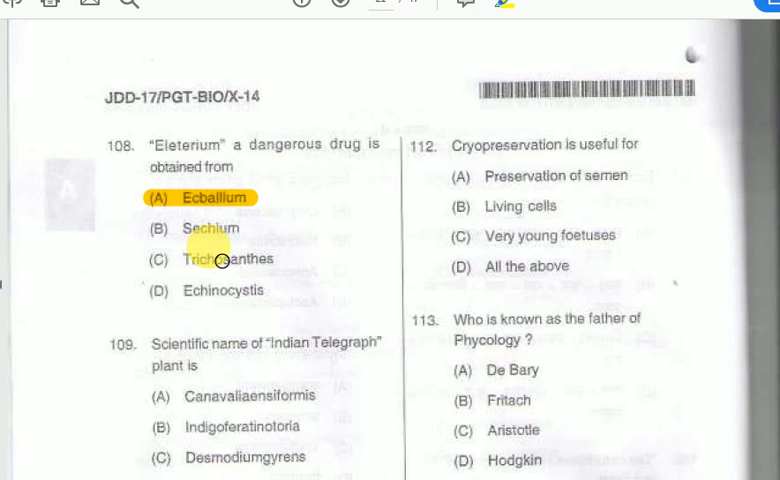 JDD-17/PGT-BIO/X-14
108. "Eleterium" a dangerous drug is
obtained from
(A) Ecballium
(B) Sechium
(C) Trichosanthes
(D) Echinocystis
109. Scientific name of "Indian Telegraph"
plant is
(A) Canavaliaensiformis
(B) Indigoferatinotoria
(C) Desmodiumgyrens
112. Cryopreservation is useful for
(A) Preservation of semen
(B) Living cells
(C) Very young foetuses
(D) All the above
113. Who is known as the father of
Phycology ?
(A) De Bary
(B) Fritach
(C) Aristotle
(D) Hodgkin